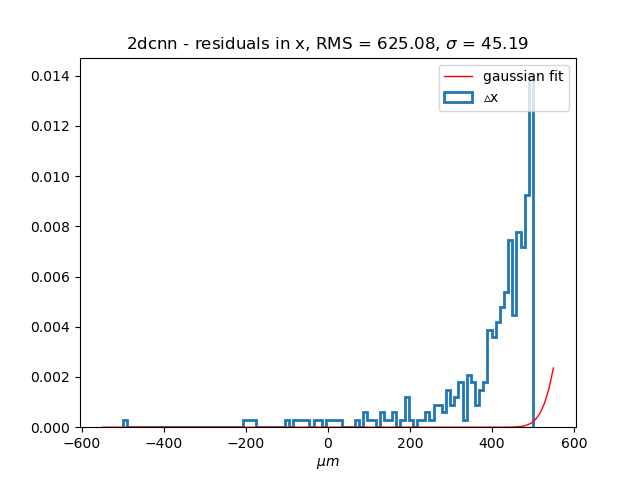 2dcnn - residuals in x, RMS = 625.08, σ = 45.19
gaussian fit
△x
0.014
0.012
0.010
0.008
0.006
0.004
0.002
0.000
−600 −400 −200 0 200 400 600
μm